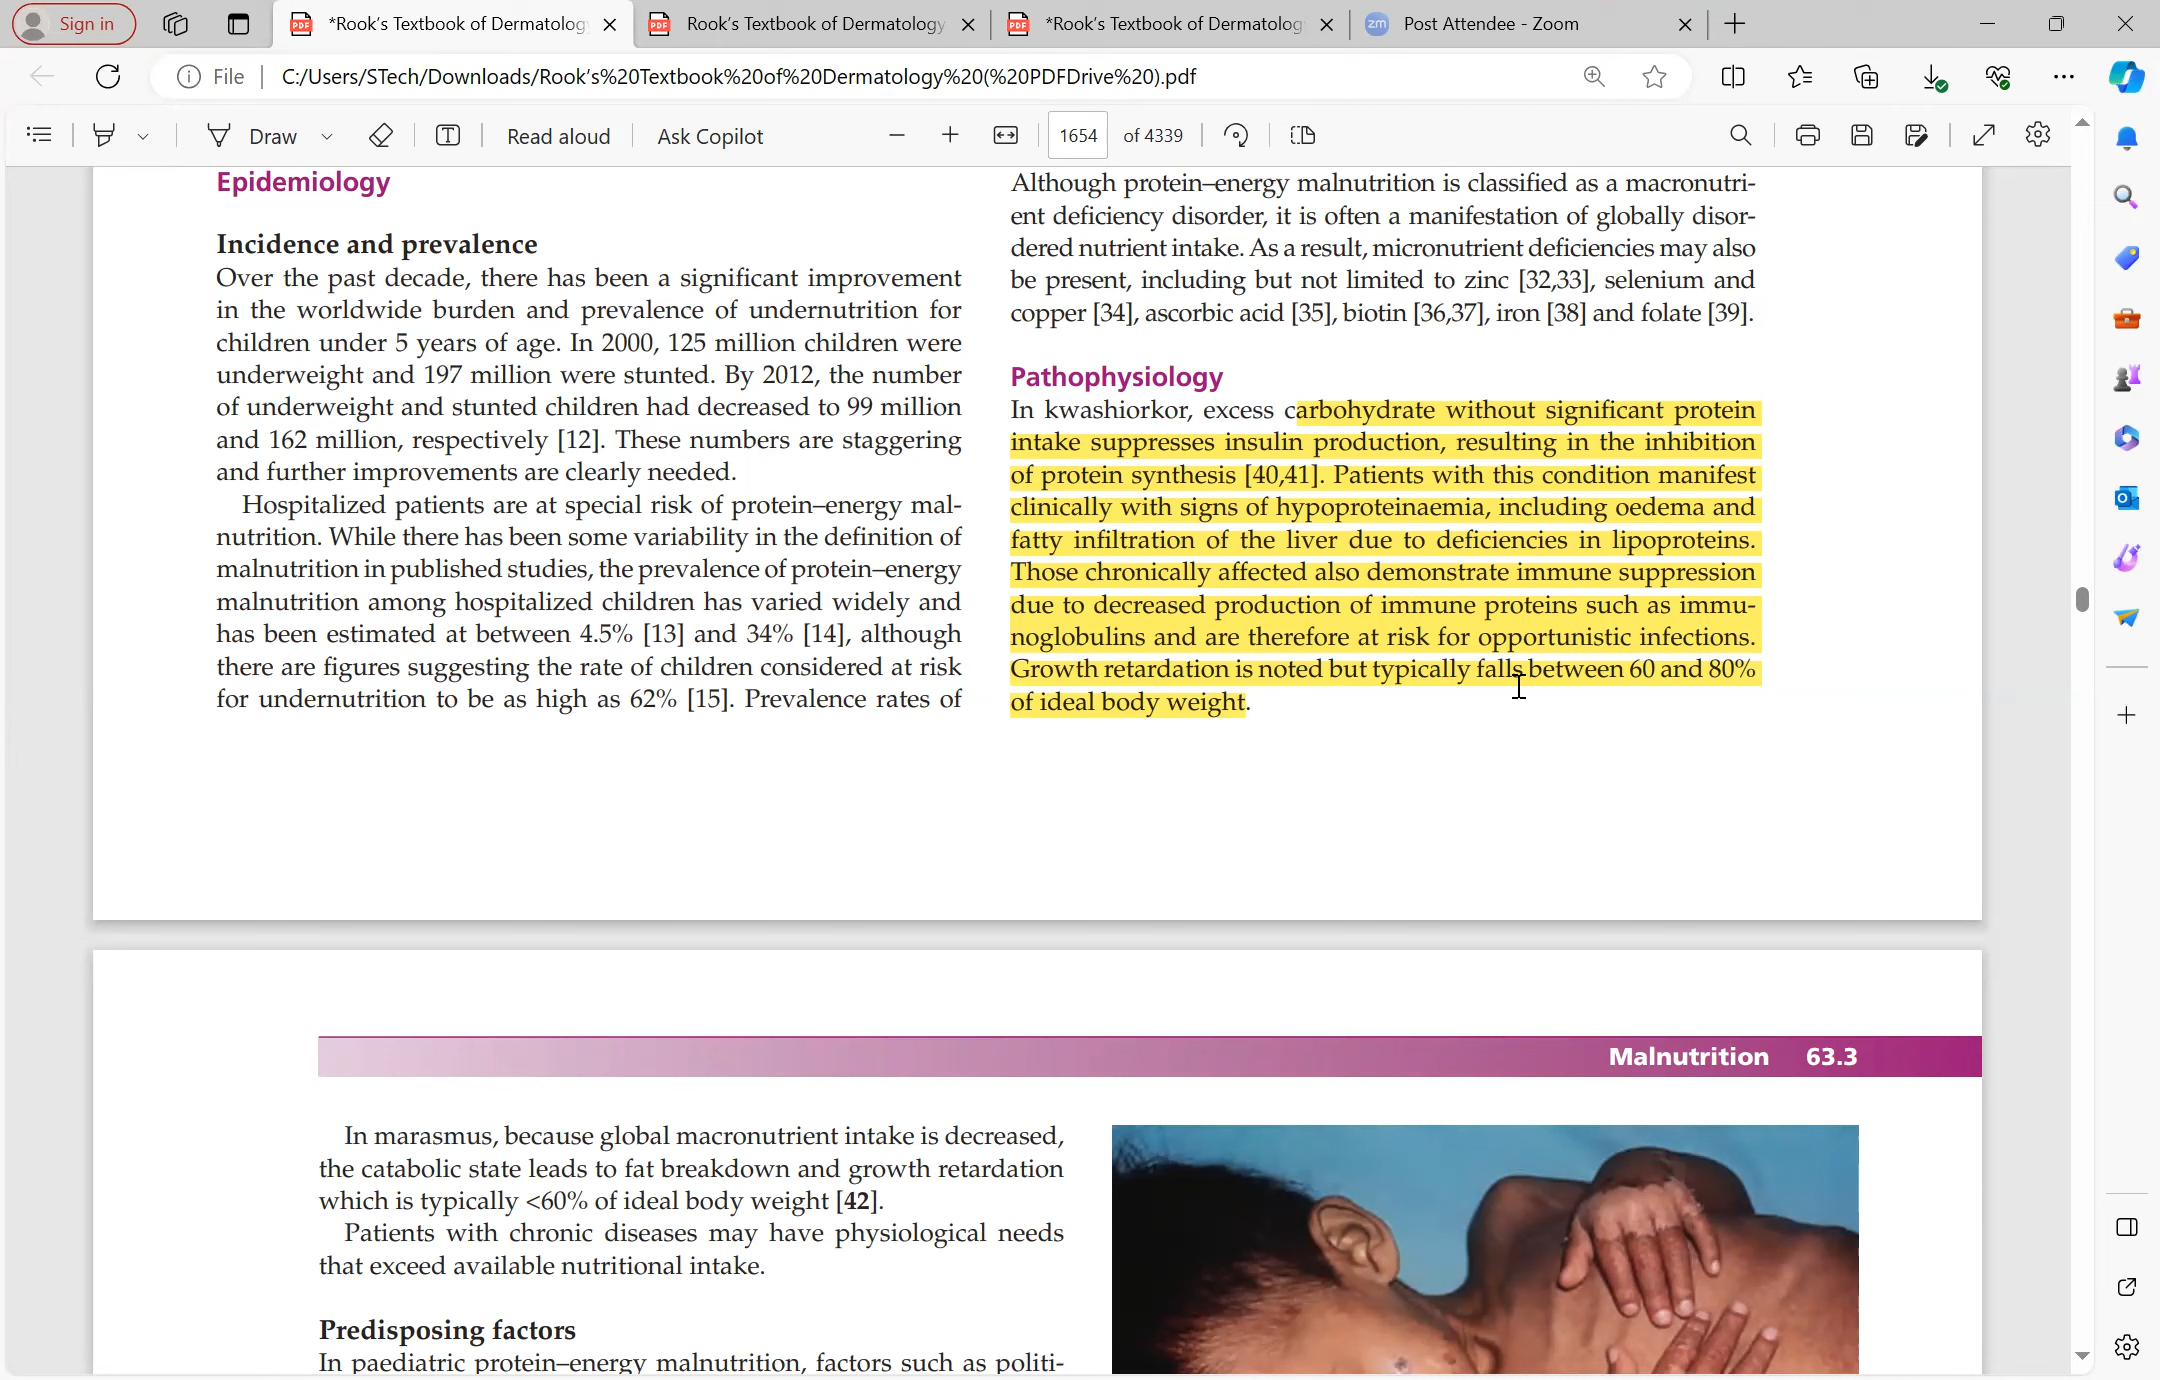 Sign in
*Rook's Textbook of Dermatolog
Rook's Textbook of Dermatology
*Rook's Textbook of Dermatolog
zm Post Attendee - Zoom
File
C:/Users/STech/Downloads/Rook's%20Textbook%20of%20Dermatology%20(%20PDFDrive%20).pdf
Draw
Read aloud
Ask Copilot
1654 of 4339
Epidemiology
Incidence and prevalence
Over the past decade, there has been a significant improvement
in the worldwide burden and prevalence of undernutrition for
children under 5 years of age. In 2000, 125 million children were
underweight and 197 million were stunted. By 2012, the number
of underweight and stunted children had decreased to 99 million
and 162 million, respectively [12]. These numbers are staggering
and further improvements are clearly needed.
Hospitalized patients are at special risk of protein–energy mal-
nutrition. While there has been some variability in the definition of
malnutrition in published studies, the prevalence of protein–energy
malnutrition among hospitalized children has varied widely and
has been estimated at between 4.5% [13] and 34% [14], although
there are figures suggesting the rate of children considered at risk
for undernutrition to be as high as 62% [15]. Prevalence rates of
Although protein–energy malnutrition is classified as a macronutri-
ent deficiency disorder, it is often a manifestation of globally disor-
dered nutrient intake. As a result, micronutrient deficiencies may also
be present, including but not limited to zinc [32,33], selenium and
copper [34], ascorbic acid [35], biotin [36,37], iron [38] and folate [39].
Pathophysiology
In kwashiorkor, excess carbohydrate without significant protein
intake suppresses insulin production, resulting in the inhibition
of protein synthesis [40,41]. Patients with this condition manifest
clinically with signs of hypoproteinaemia, including oedema and
fatty infiltration of the liver due to deficiencies in lipoproteins.
Those chronically affected also demonstrate immune suppression
due to decreased production of immune proteins such as immu-
noglobulins and are therefore at risk for opportunistic infections.
Growth retardation is noted but typically falls between 60 and 80%
of ideal body weight.
Malnutrition 63.3
In marasmus, because global macronutrient intake is decreased,
the catabolic state leads to fat breakdown and growth retardation
which is typically <60% of ideal body weight [42].
Patients with chronic diseases may have physiological needs
that exceed available nutritional intake.
Predisposing factors
In paediatric protein–energy malnutrition, factors such as politi-